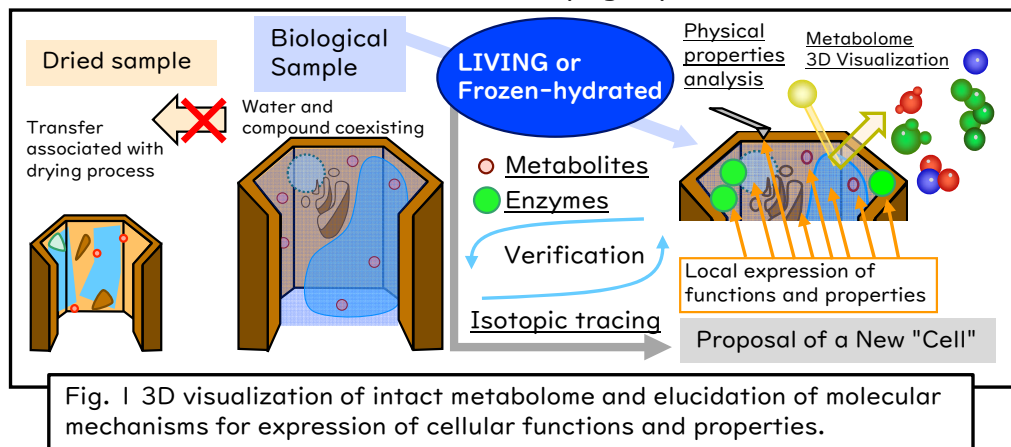 Dried sample
Transfer
associated with
drying process
Biological
Sample
Water and
compound coexisting
LIVING or
Frozen-hydrated
Metabolites
Enzymes
Verification
Isotopic tracing
Physical
properties
analysis
Metabolome
3D Visualization
Local expression of
functions and properties
Proposal of a New "Cell"
Fig. 1 3D visualization of intact metabolome and elucidation of molecular
mechanisms for expression of cellular functions and properties.